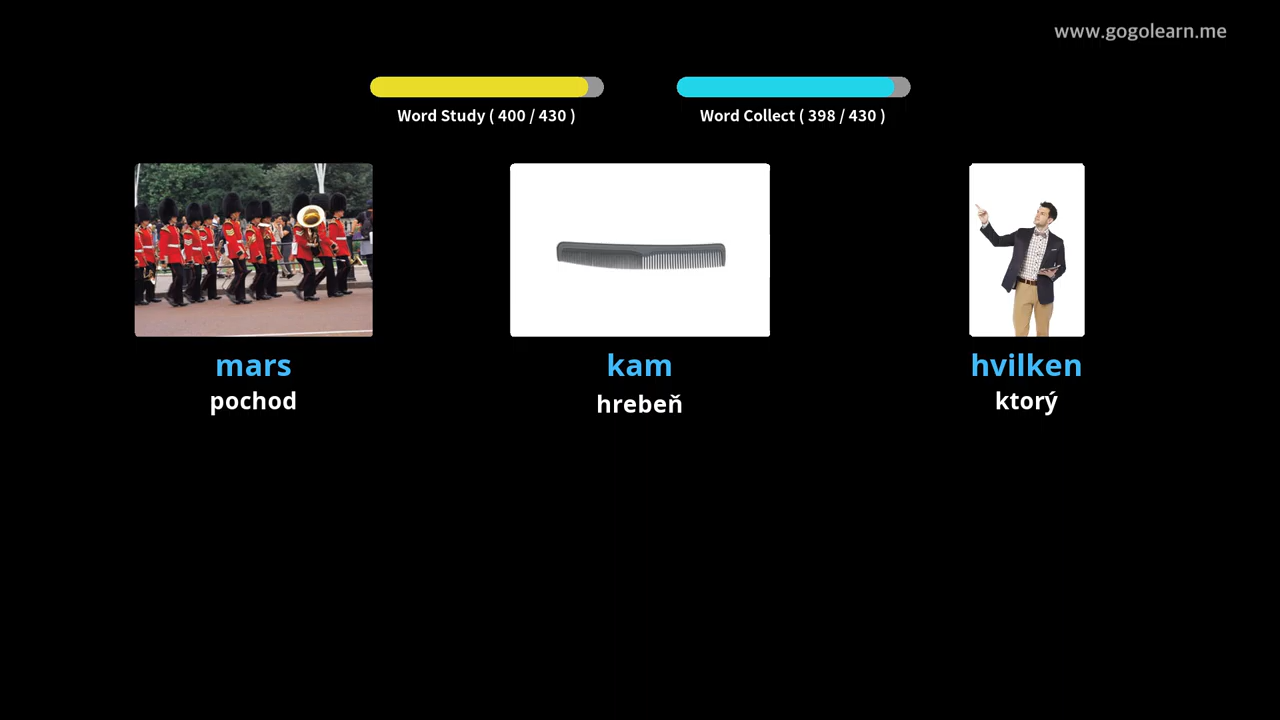 www.gogolearn.me
Word Study ( 400 / 430 )
Word Collect ( 398 / 430 )
mars
pochod
kam
hrebeň
hvilken
ktorý